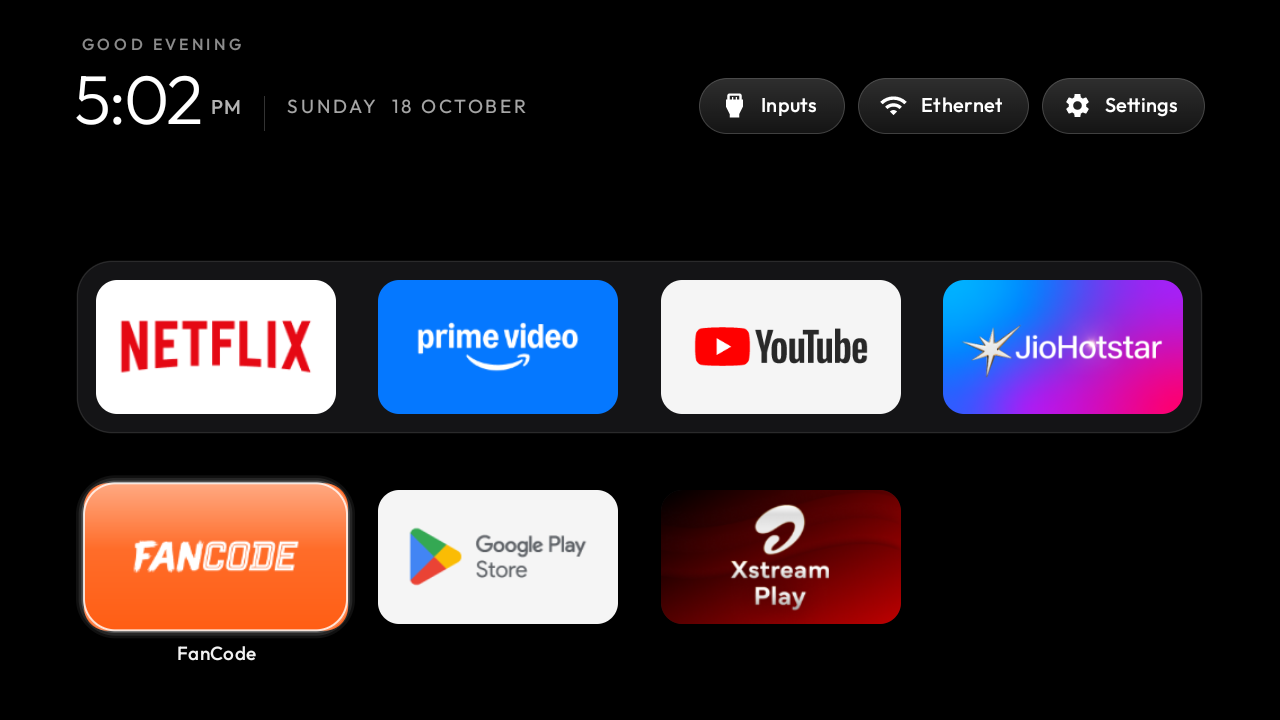 GOOD EVENING
5:02 PM SUNDAY 18 OCTOBER
Inputs
Ethernet
Settings
NETFLIX
prime video
YouTube
JioHotstar
FANCODE
Google Play
Store
Xstream
Play
FanCode